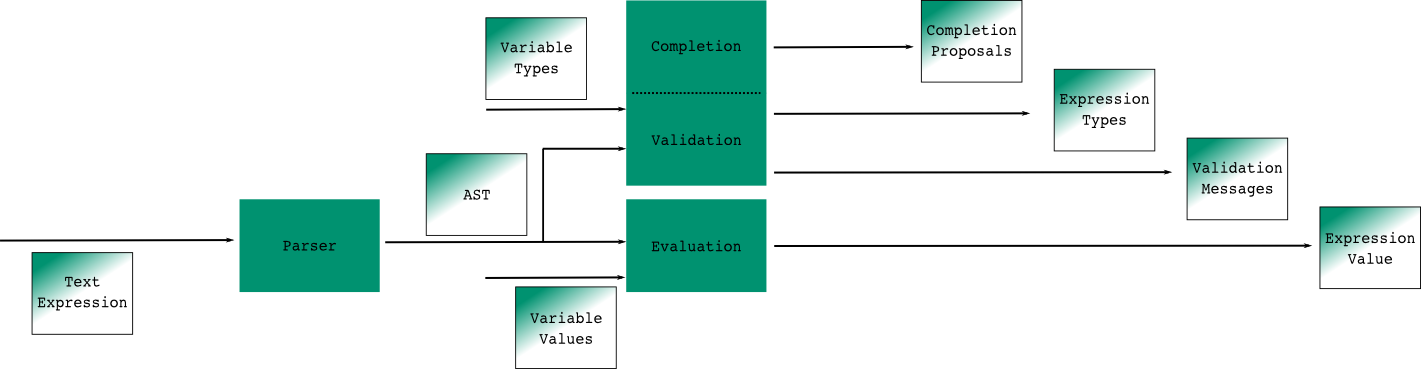 Variable
Types
Completion
Completion
Proposals
Expression
Types
Validation
Validation
Messages
AST
Parser
Evaluation
Expression
Value
Text
Expression
Variable
Values